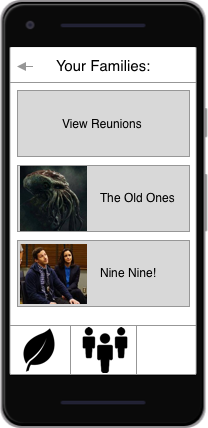 Your Families:
View Reunions
The Old Ones
Nine Nine!